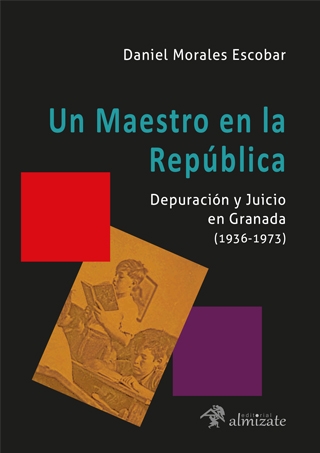 Daniel Morales Escobar
Un Maestro en la
República
Depuración y Juicio
en Granada
(1936-1973)
editorial
almizate